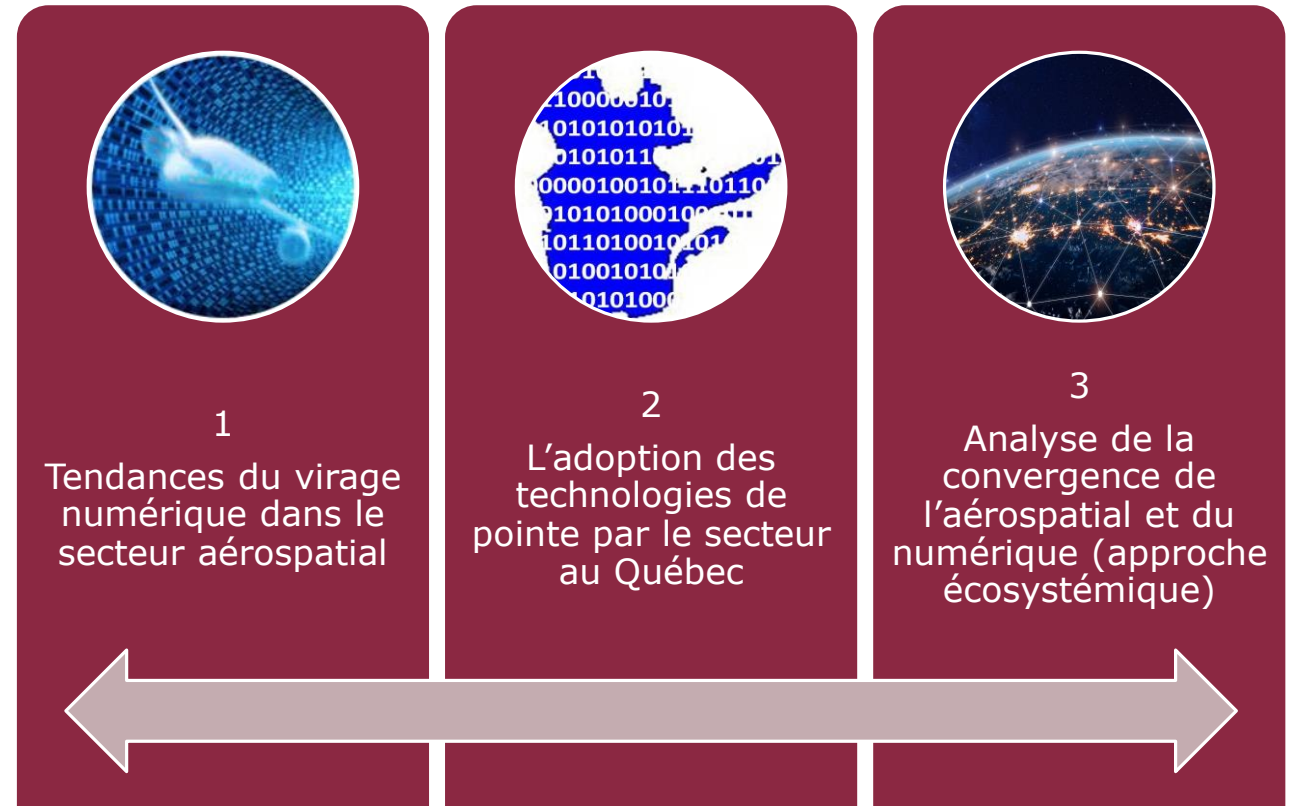 1
Tendances du virage
numérique dans le
secteur aérospatial
2
L’adoption des
technologies de
pointe par le secteur
au Québec
3
Analyse de la
convergence de
l’aérospatial et du
numérique (approche
écosystémique)